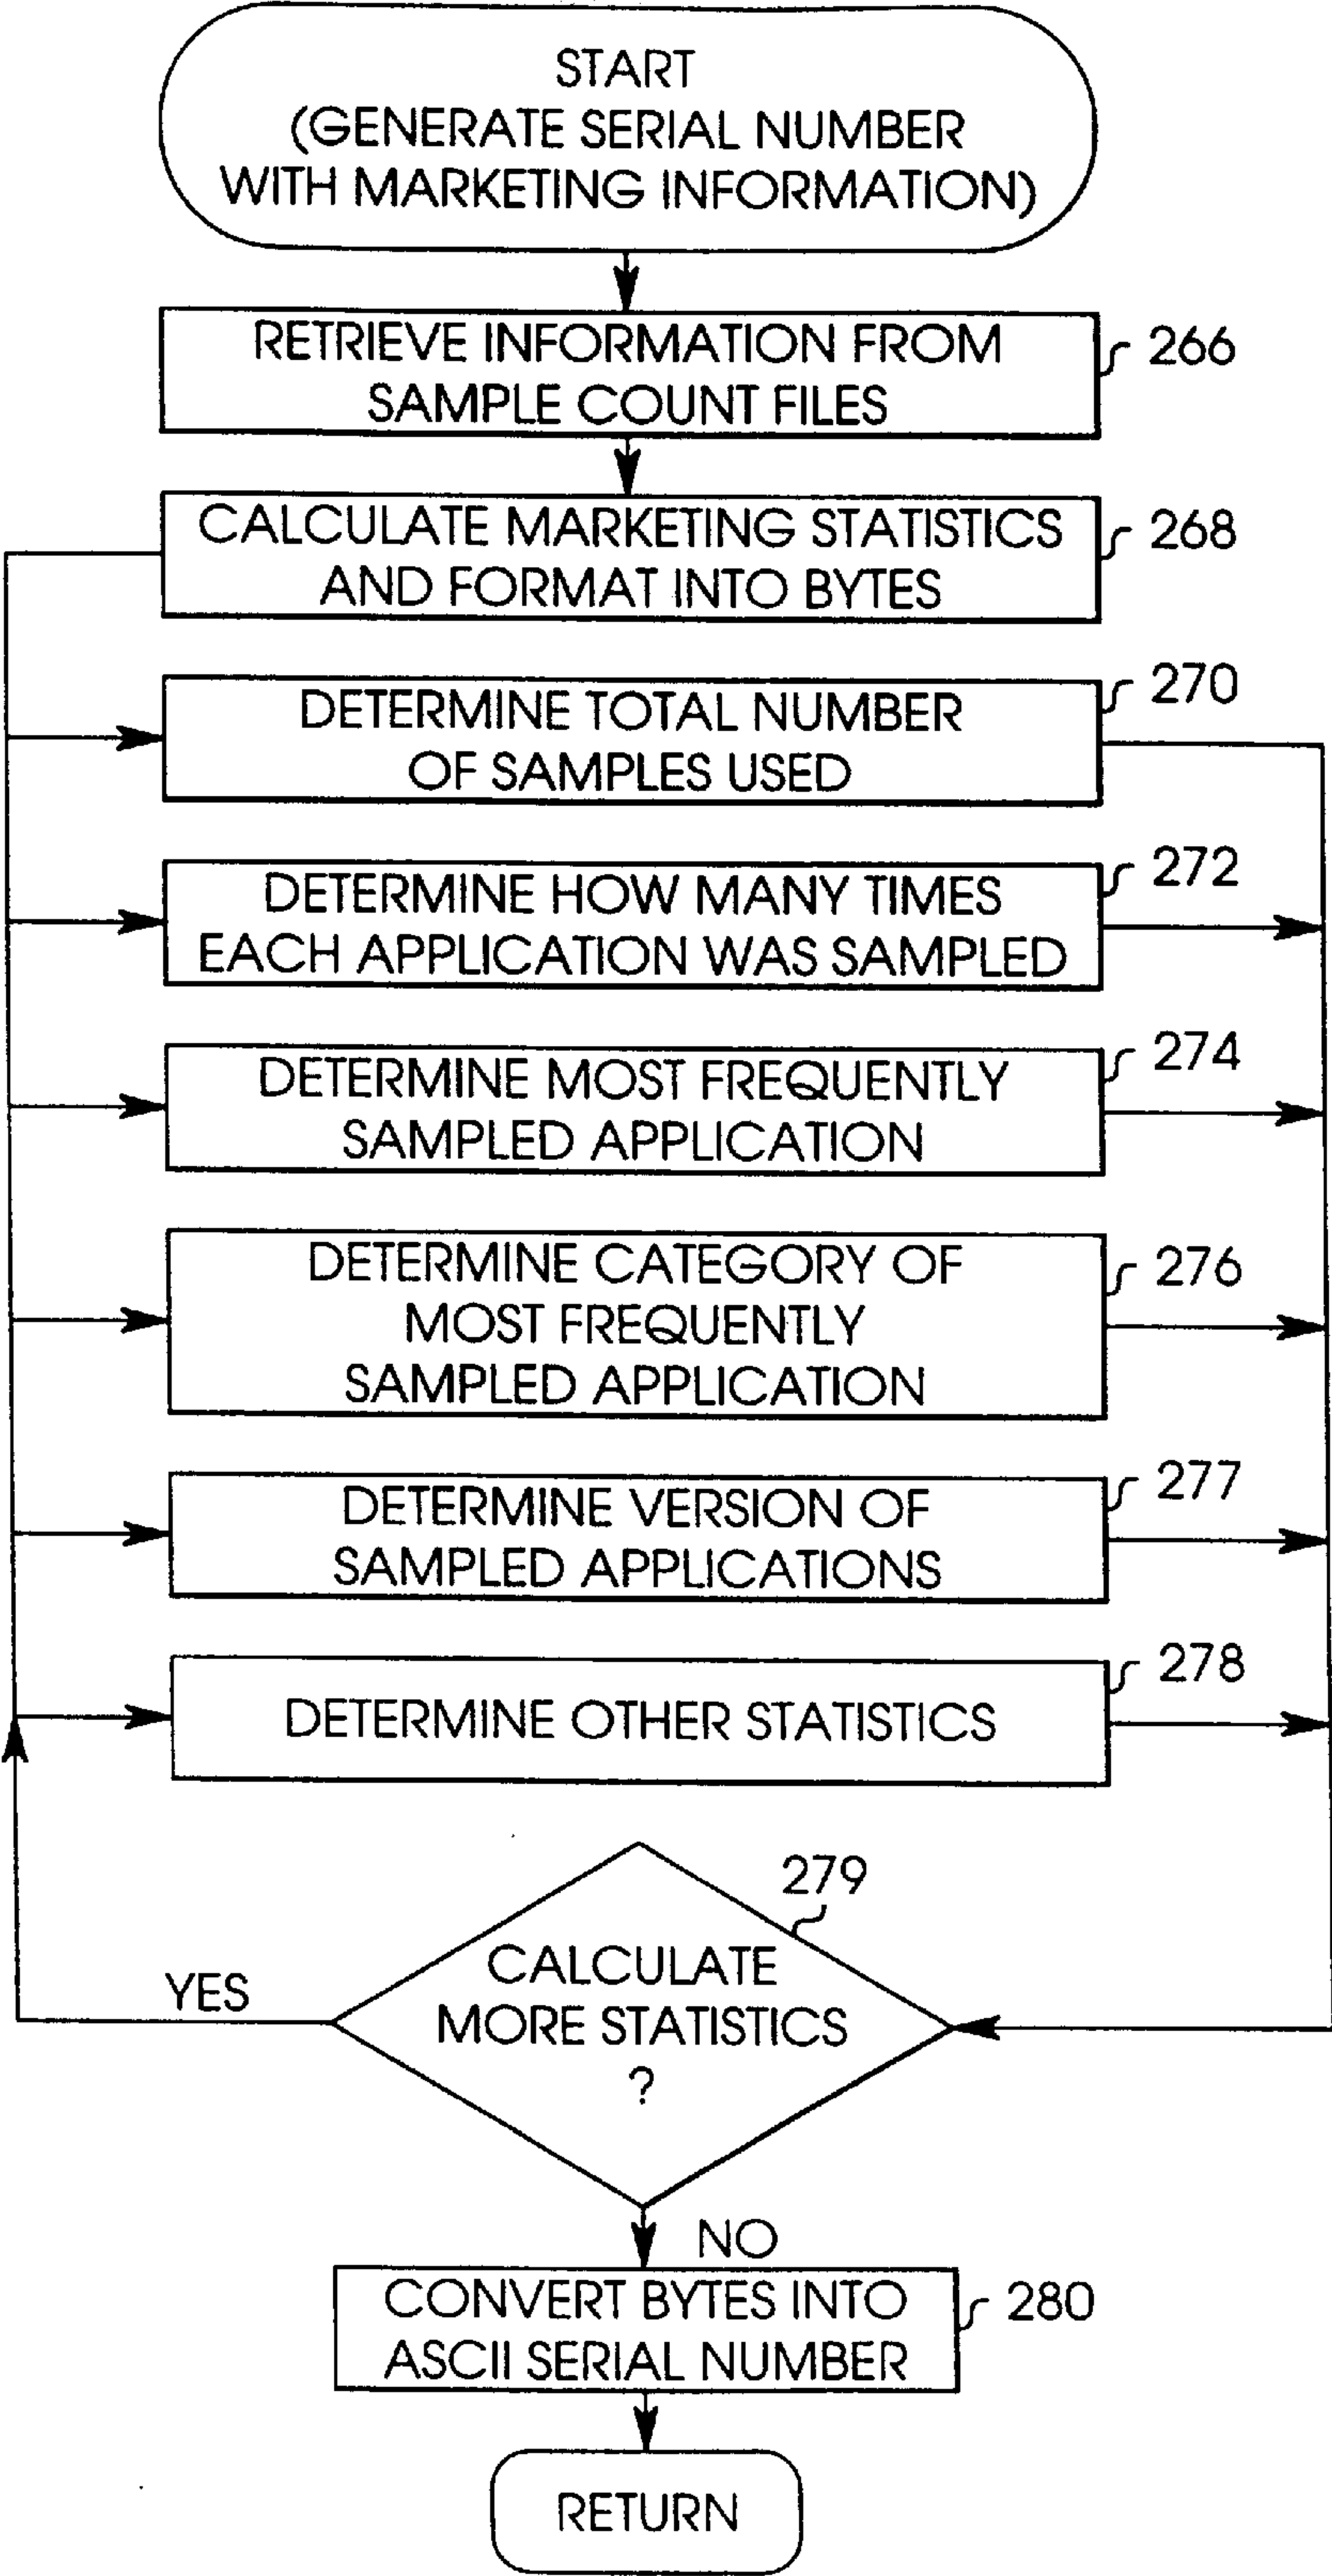 START
(GENERATE SERIAL NUMBER
WITH MARKETING INFORMATION)
RETRIEVE INFORMATION FROM
SAMPLE COUNT FILES
266
CALCULATE MARKETING STATISTICS
AND FORMAT INTO BYTES
268
DETERMINE TOTAL NUMBER
OF SAMPLES USED
270
DETERMINE HOW MANY TIMES
EACH APPLICATION WAS SAMPLED
272
DETERMINE MOST FREQUENTLY
SAMPLED APPLICATION
274
DETERMINE CATEGORY OF
MOST FREQUENTLY
SAMPLED APPLICATION
276
DETERMINE VERSION OF
SAMPLED APPLICATIONS
277
DETERMINE OTHER STATISTICS
278
279
CALCULATE
MORE STATISTICS
?
YES
NO
CONVERT BYTES INTO
ASCII SERIAL NUMBER
280
RETURN